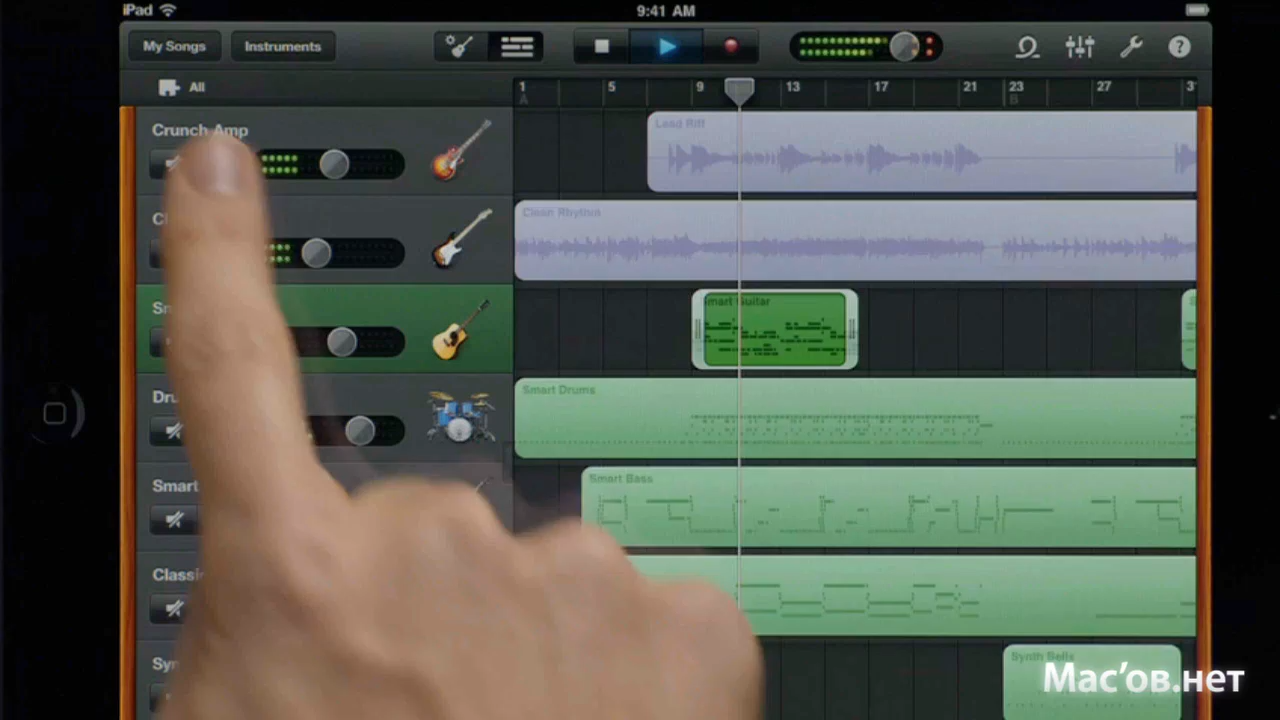 iPad
9:41 AM
My Songs
Instruments
All
1
5
9
13
17
21
23
27
A
B
Crunch Amp
Lead Riff
Clean Rhythm
Smart Guitar
Smart Drums
Smart
Smart Bass
Synth Bells
Mac'ов.нет